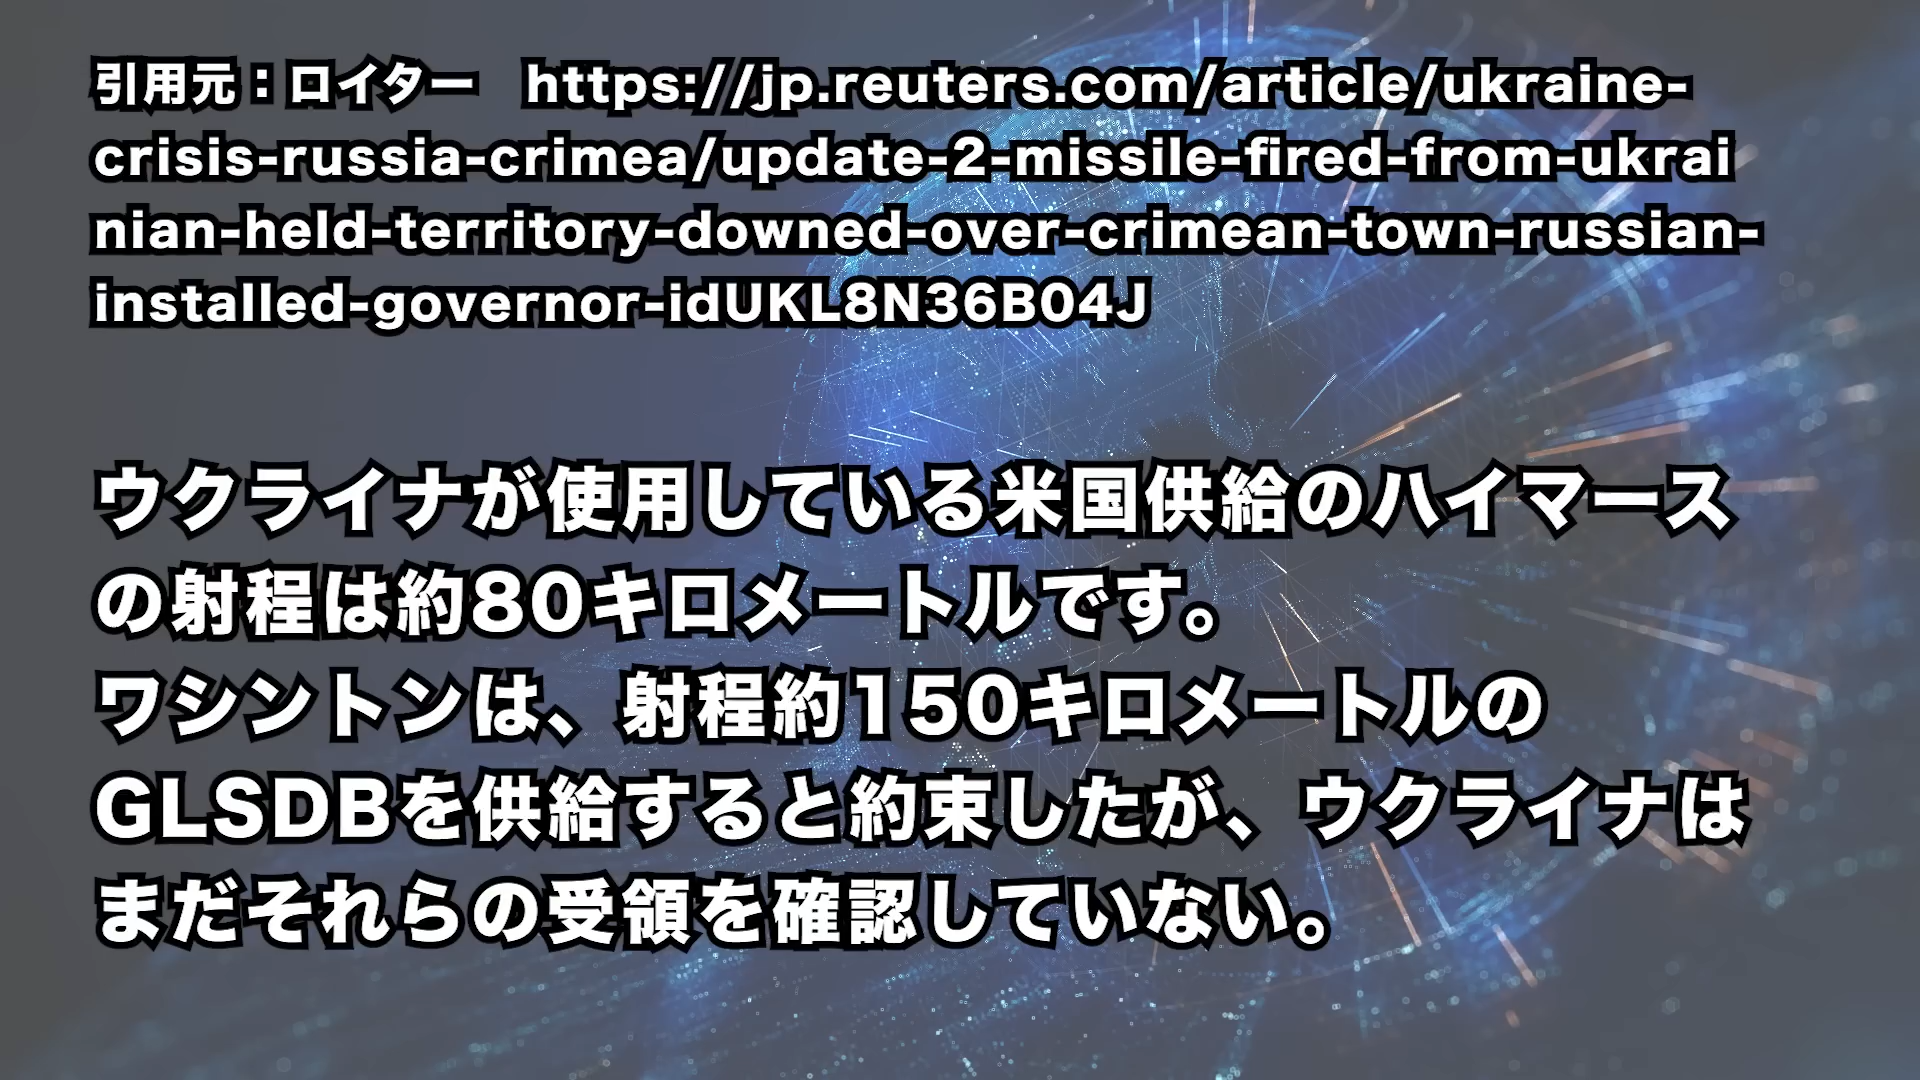 引用元：ロイター　https://jp.reuters.com/article/ukraine-
crisis-russia-crimea/update-2-missile-fired-from-ukrai
nian-held-territory-downed-over-crimean-town-russian-
installed-governor-idUKL8N36B04J
ウクライナが使用している米国供給のハイマース
の射程は約80キロメートルです。
ワシントンは、射程約150キロメートルの
GLSDBを供給すると約束したが、ウクライナは
まだそれらの受領を確認していない。